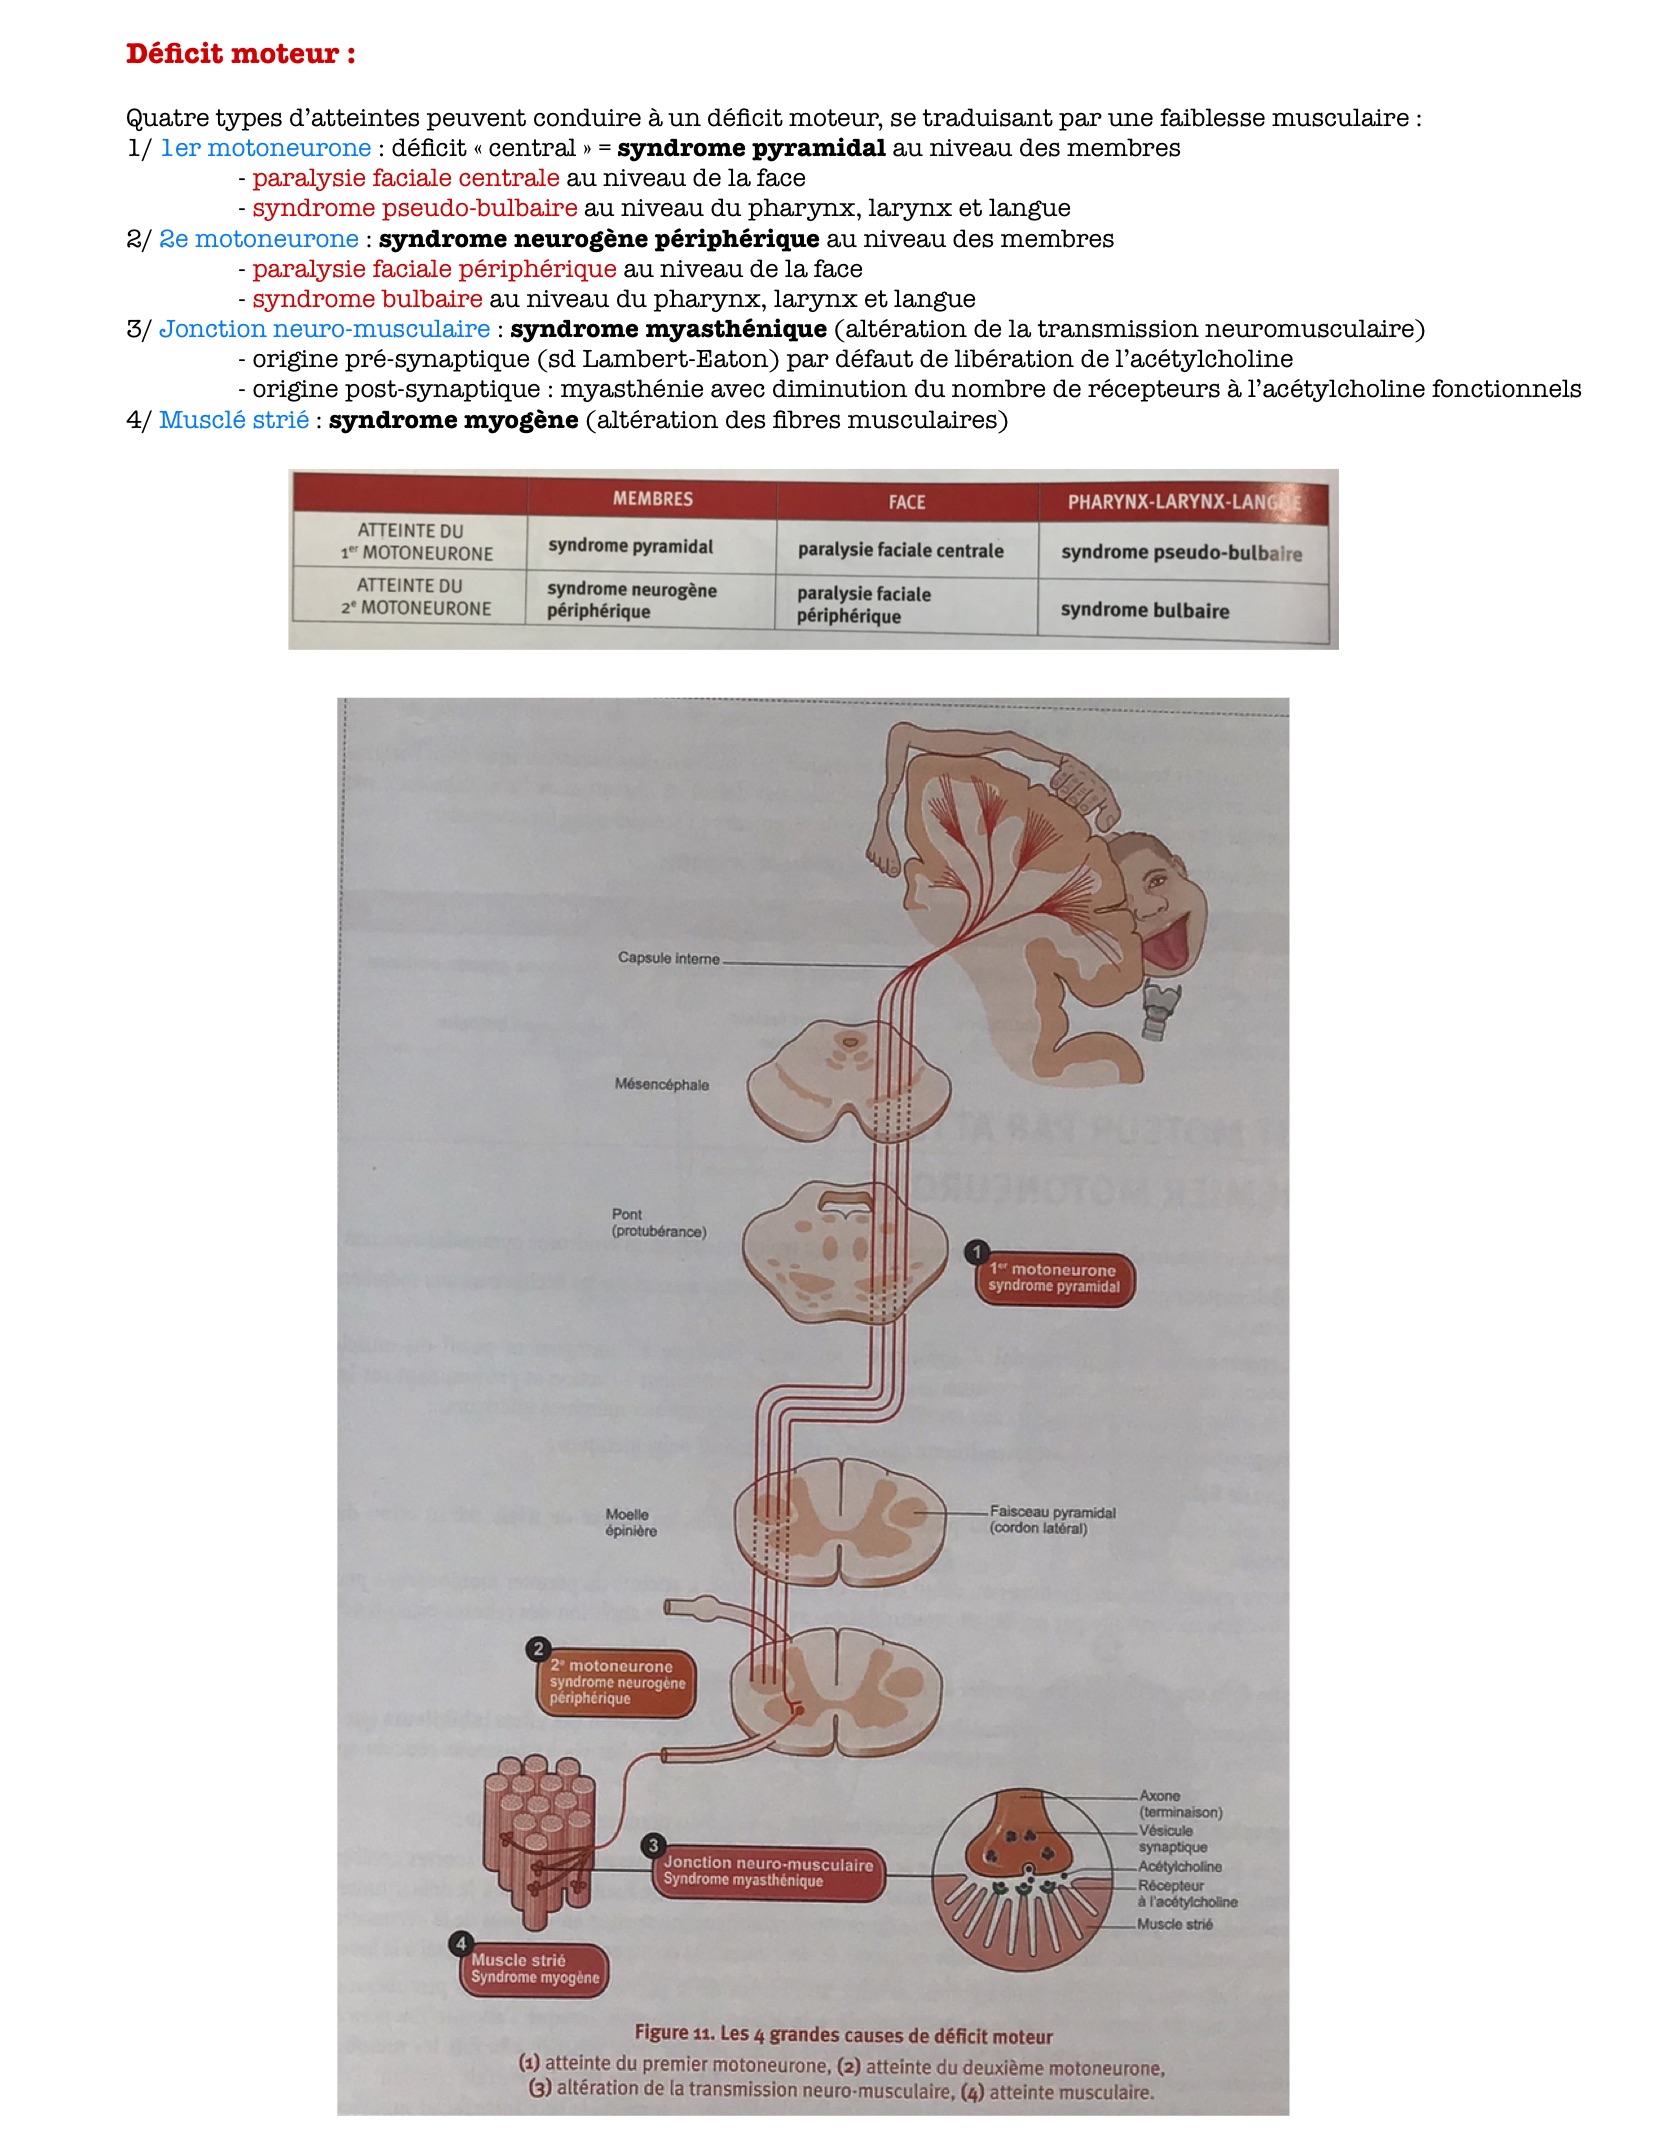 Déficit moteur :
Quatre types d'atteintes peuvent conduire à un déficit moteur, se traduisant par une faiblesse musculaire :
1/ 1er motoneurone : déficit « central » = syndrome pyramidal au niveau des membres
- paralysie faciale centrale au niveau de la face
- syndrome pseudo-bulbaire au niveau du pharynx, larynx et langue
2/ 2e motoneurone : syndrome neurogène périphérique au niveau des membres
- paralysie faciale périphérique au niveau de la face
- syndrome bulbaire au niveau du pharynx, larynx et langue
3/ Jonction neuro-musculaire : syndrome myasthénique (altération de la transmission neuromusculaire)
- origine pré-synaptique (sd Lambert-Eaton) par défaut de libération de l'acétylcholine
- origine post-synaptique : myasthénie avec diminution du nombre de récepteurs à l'acétylcholine fonctionnels
4/ Musclé strié : syndrome myogène (altération des fibres musculaires)
MEMBRES FACE PHARYNX-LARYNX-LANGUE
ATTEINTE DU
1er MOTONEURONE syndrome pyramidal paralysie faciale centrale syndrome pseudo-bulbaire
ATTEINTE DU syndrome neurogène paralysie faciale
2e MOTONEURONE périphérique périphérique syndrome bulbaire
Capsule interne
Mésencéphale
Pont
(protubérance)
1
1er motoneurone
syndrome pyramidal
Moelle
épinière
Faisceau pyramidal
(cordon latéral)
2
2e motoneurone
syndrome neurogène
périphérique
3
Jonction neuro-musculaire
Syndrome myasthénique
Axone
(terminaison)
Vésicule
synaptique
Acétylcholine
Récepteur
à l'acétylcholine
Muscle strié
4
Muscle strié
Syndrome myogène
Figure 11. Les 4 grandes causes de déficit moteur
(1) atteinte du premier motoneurone, (2) atteinte du deuxième motoneurone,
(3) altération de la transmission neuro-musculaire, (4) atteinte musculaire.